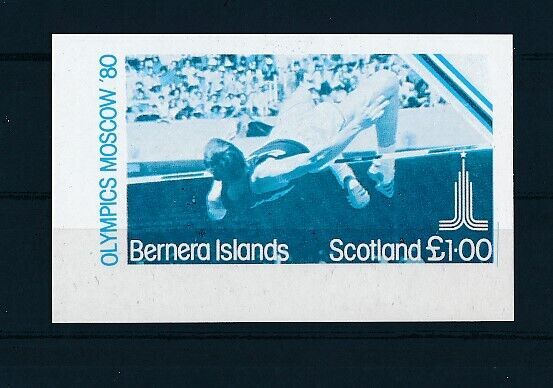 OLYMPICS MOSCOW '80
Bernera Islands Scotland £1·00